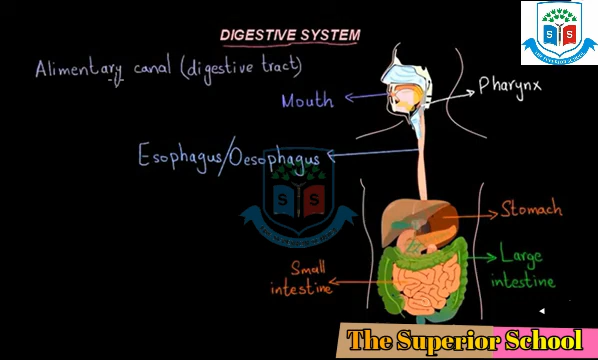 DIGESTIVE SYSTEM
Alimentary canal (digestive tract)
Mouth
Pharynx
Esophagus/Oesophagus
Stomach
Large
intestine
Small
intestine
S S
S S
The Superior School